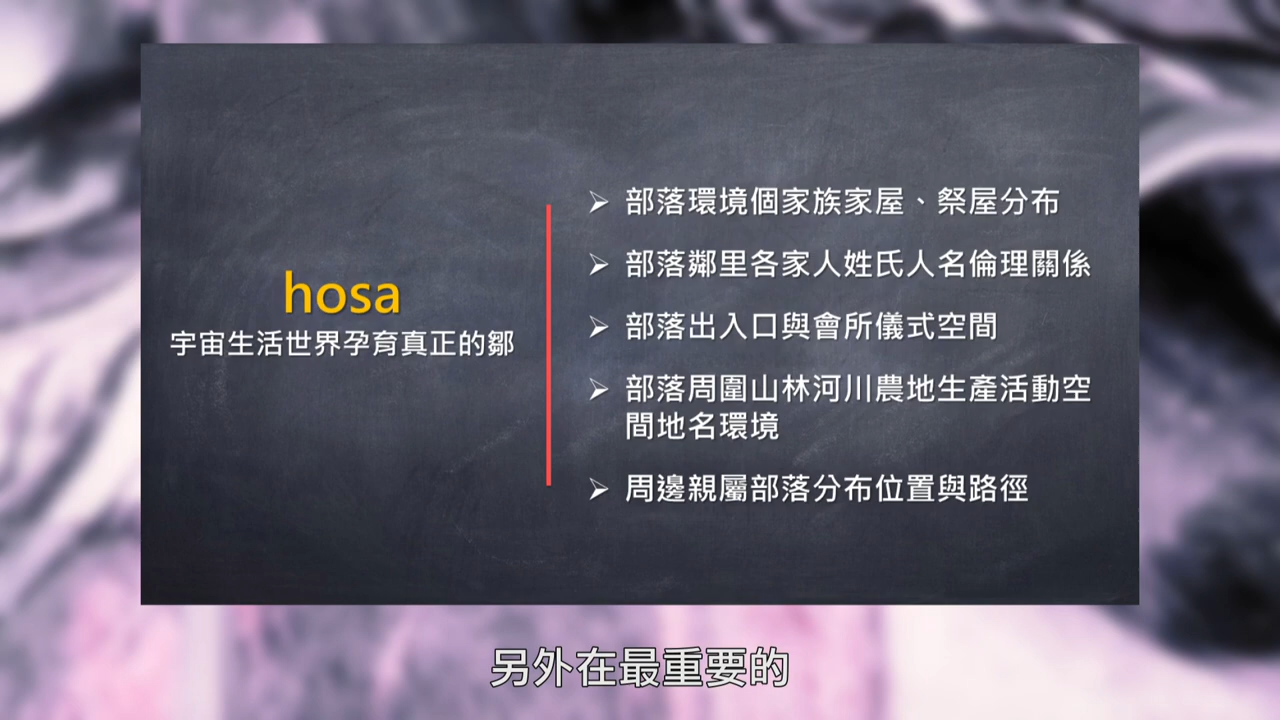 hosa
宇宙生活世界孕育真正的鄒
➢ 部落環境個家族家屋、祭屋分布
➢ 部落鄰里各家人姓氏人名倫理關係
➢ 部落出入口與會所儀式空間
➢ 部落周圍山林河川農地生產活動空
間地名環境
➢ 周邊親屬部落分布位置與路徑
另外在最重要的